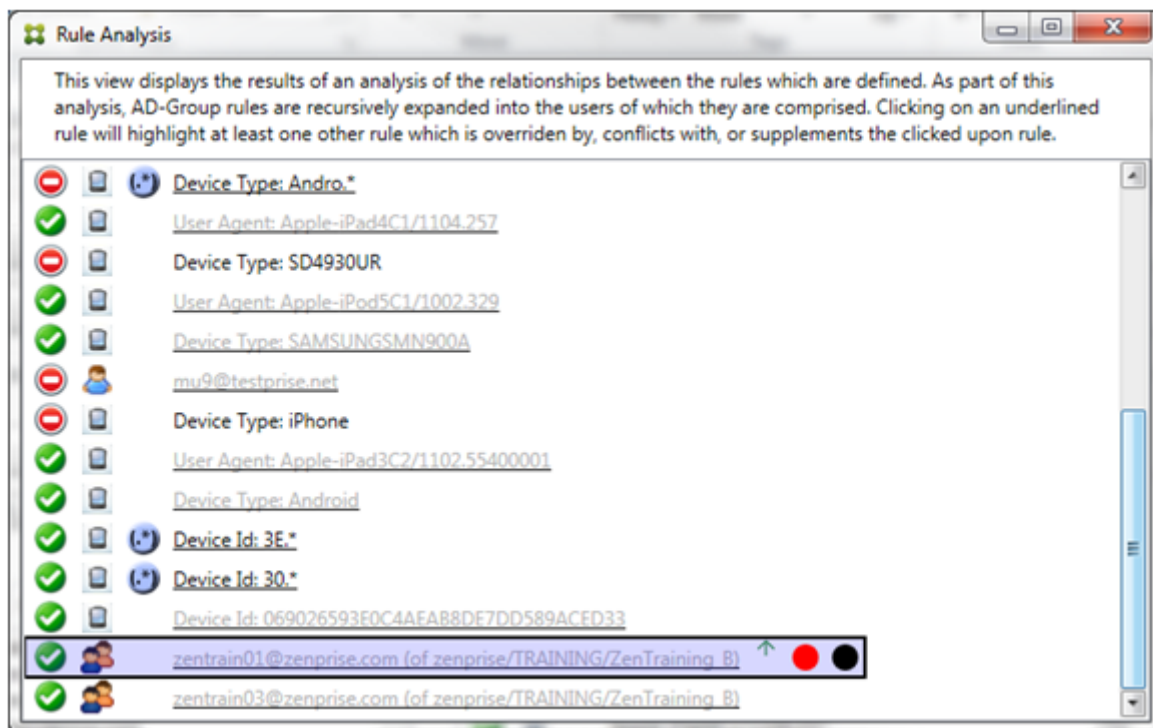 Rule Analysis
This view displays the results of an analysis of the relationships between the rules which are defined. As part of this
analysis, AD-Group rules are recursively expanded into the users of which they are comprised. Clicking on an underlined
rule will highlight at least one other rule which is overriden by, conflicts with, or supplements the clicked upon rule.
(.*) Device Type: Andro.*
User Agent: Apple-iPad4C1/1104.257
Device Type: SD4930UR
User Agent: Apple-iPod5C1/1002.329
Device Type: SAMSUNGSMN900A
mu9@testprise.net
Device Type: iPhone
User Agent: Apple-iPad3C2/1102.55400001
Device Type: Android
(.*) Device Id: 3E.*
(.*) Device Id: 30.*
Device Id: 069026593E0C4AEAB8DE7DD589ACED33
zentrain01@zenprise.com (of zenprise/TRAINING/ZenTraining_B)
zentrain03@zenprise.com (of zenprise/TRAINING/ZenTraining_B)